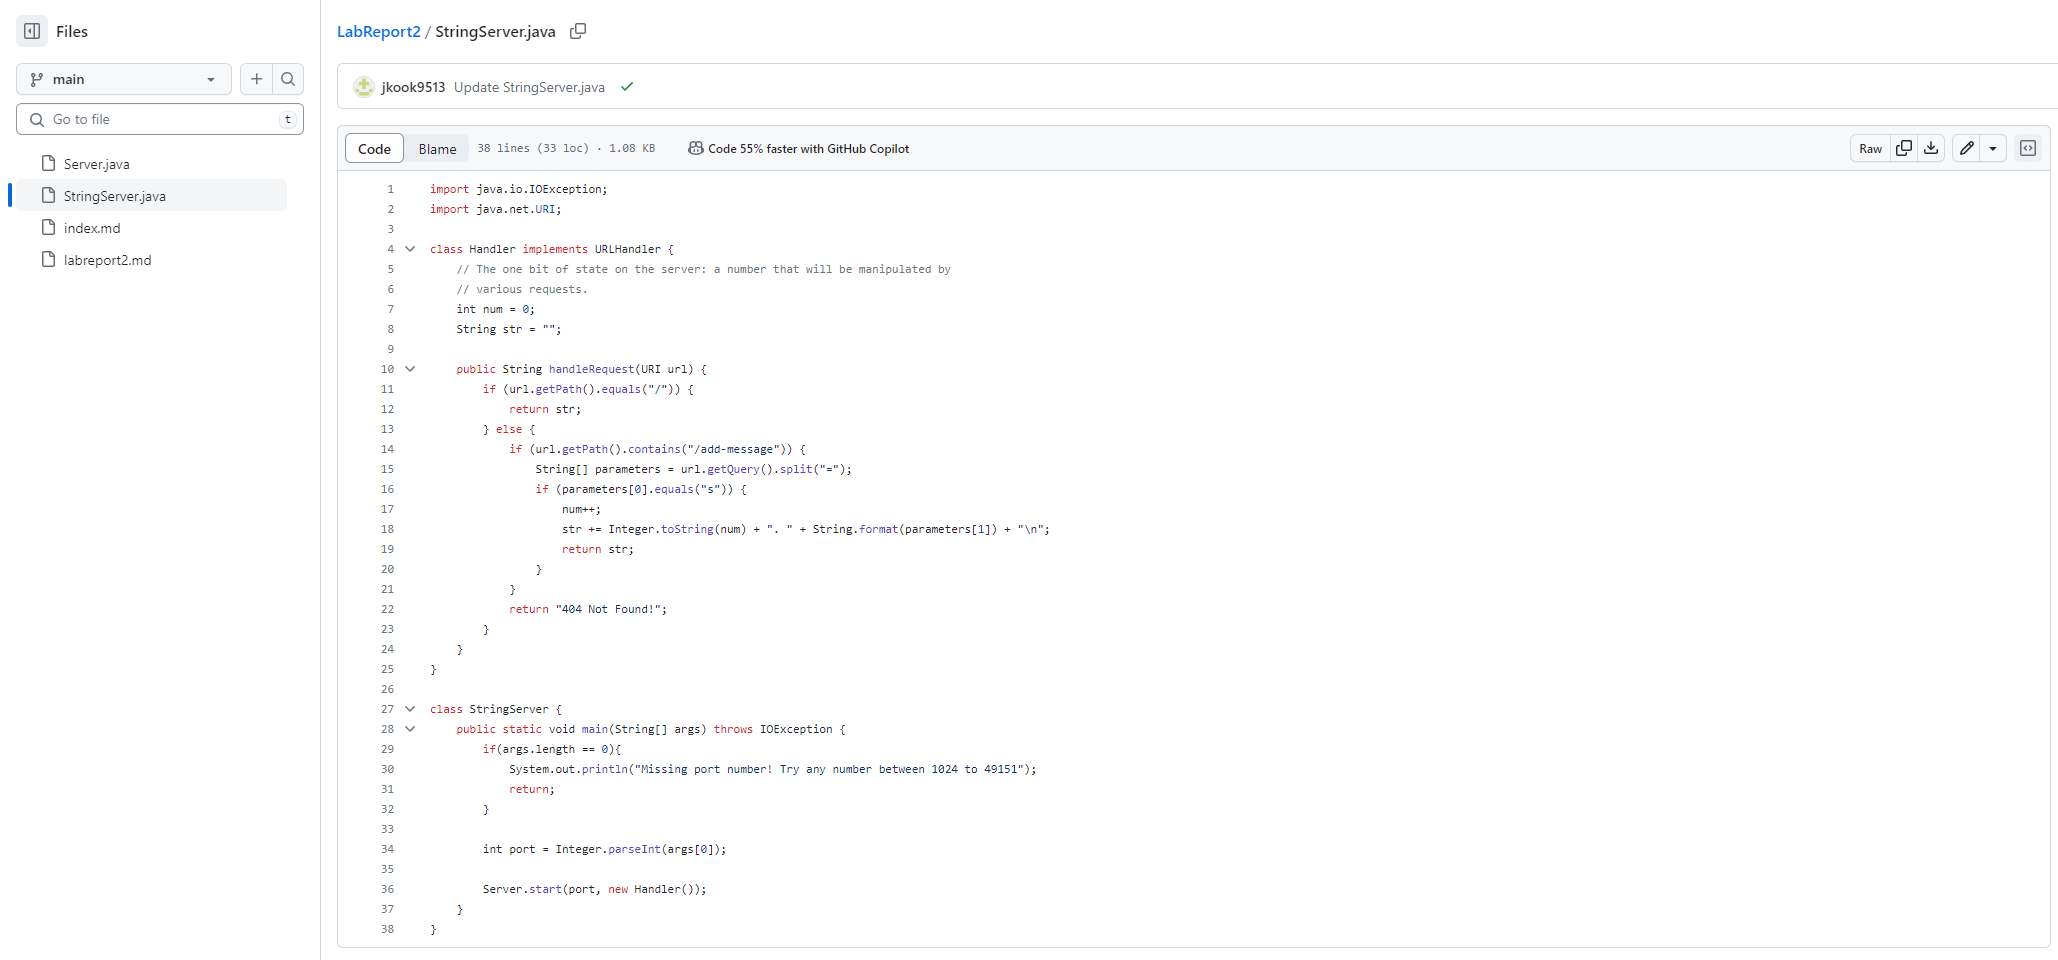 Files
main
Go to file
t
Server.java
StringServer.java
index.md
labreport2.md
LabReport2 / StringServer.java
jkook9513 Update StringServer.java
Code Blame 38 lines (33 loc) · 1.08 KB Code 55% faster with GitHub Copilot Raw
1 import java.io.IOException;
2 import java.net.URI;
3
4 class Handler implements URLHandler {
5     // The one bit of state on the server: a number that will be manipulated by
6     // various requests.
7     int num = 0;
8     String str = "";
9
10     public String handleRequest(URI url) {
11         if (url.getPath().equals("/")) {
12             return str;
13         } else {
14             if (url.getPath().contains("/add-message")) {
15                 String[] parameters = url.getQuery().split("=");
16                 if (parameters[0].equals("s")) {
17                     num++;
18                     str += Integer.toString(num) + ". " + String.format(parameters[1]) + "\n";
19                     return str;
20                 }
21             }
22             return "404 Not Found!";
23         }
24     }
25 }
26
27 class StringServer {
28     public static void main(String[] args) throws IOException {
29         if(args.length == 0){
30             System.out.println("Missing port number! Try any number between 1024 to 49151");
31             return;
32         }
33
34         int port = Integer.parseInt(args[0]);
35
36         Server.start(port, new Handler());
37     }
38 }